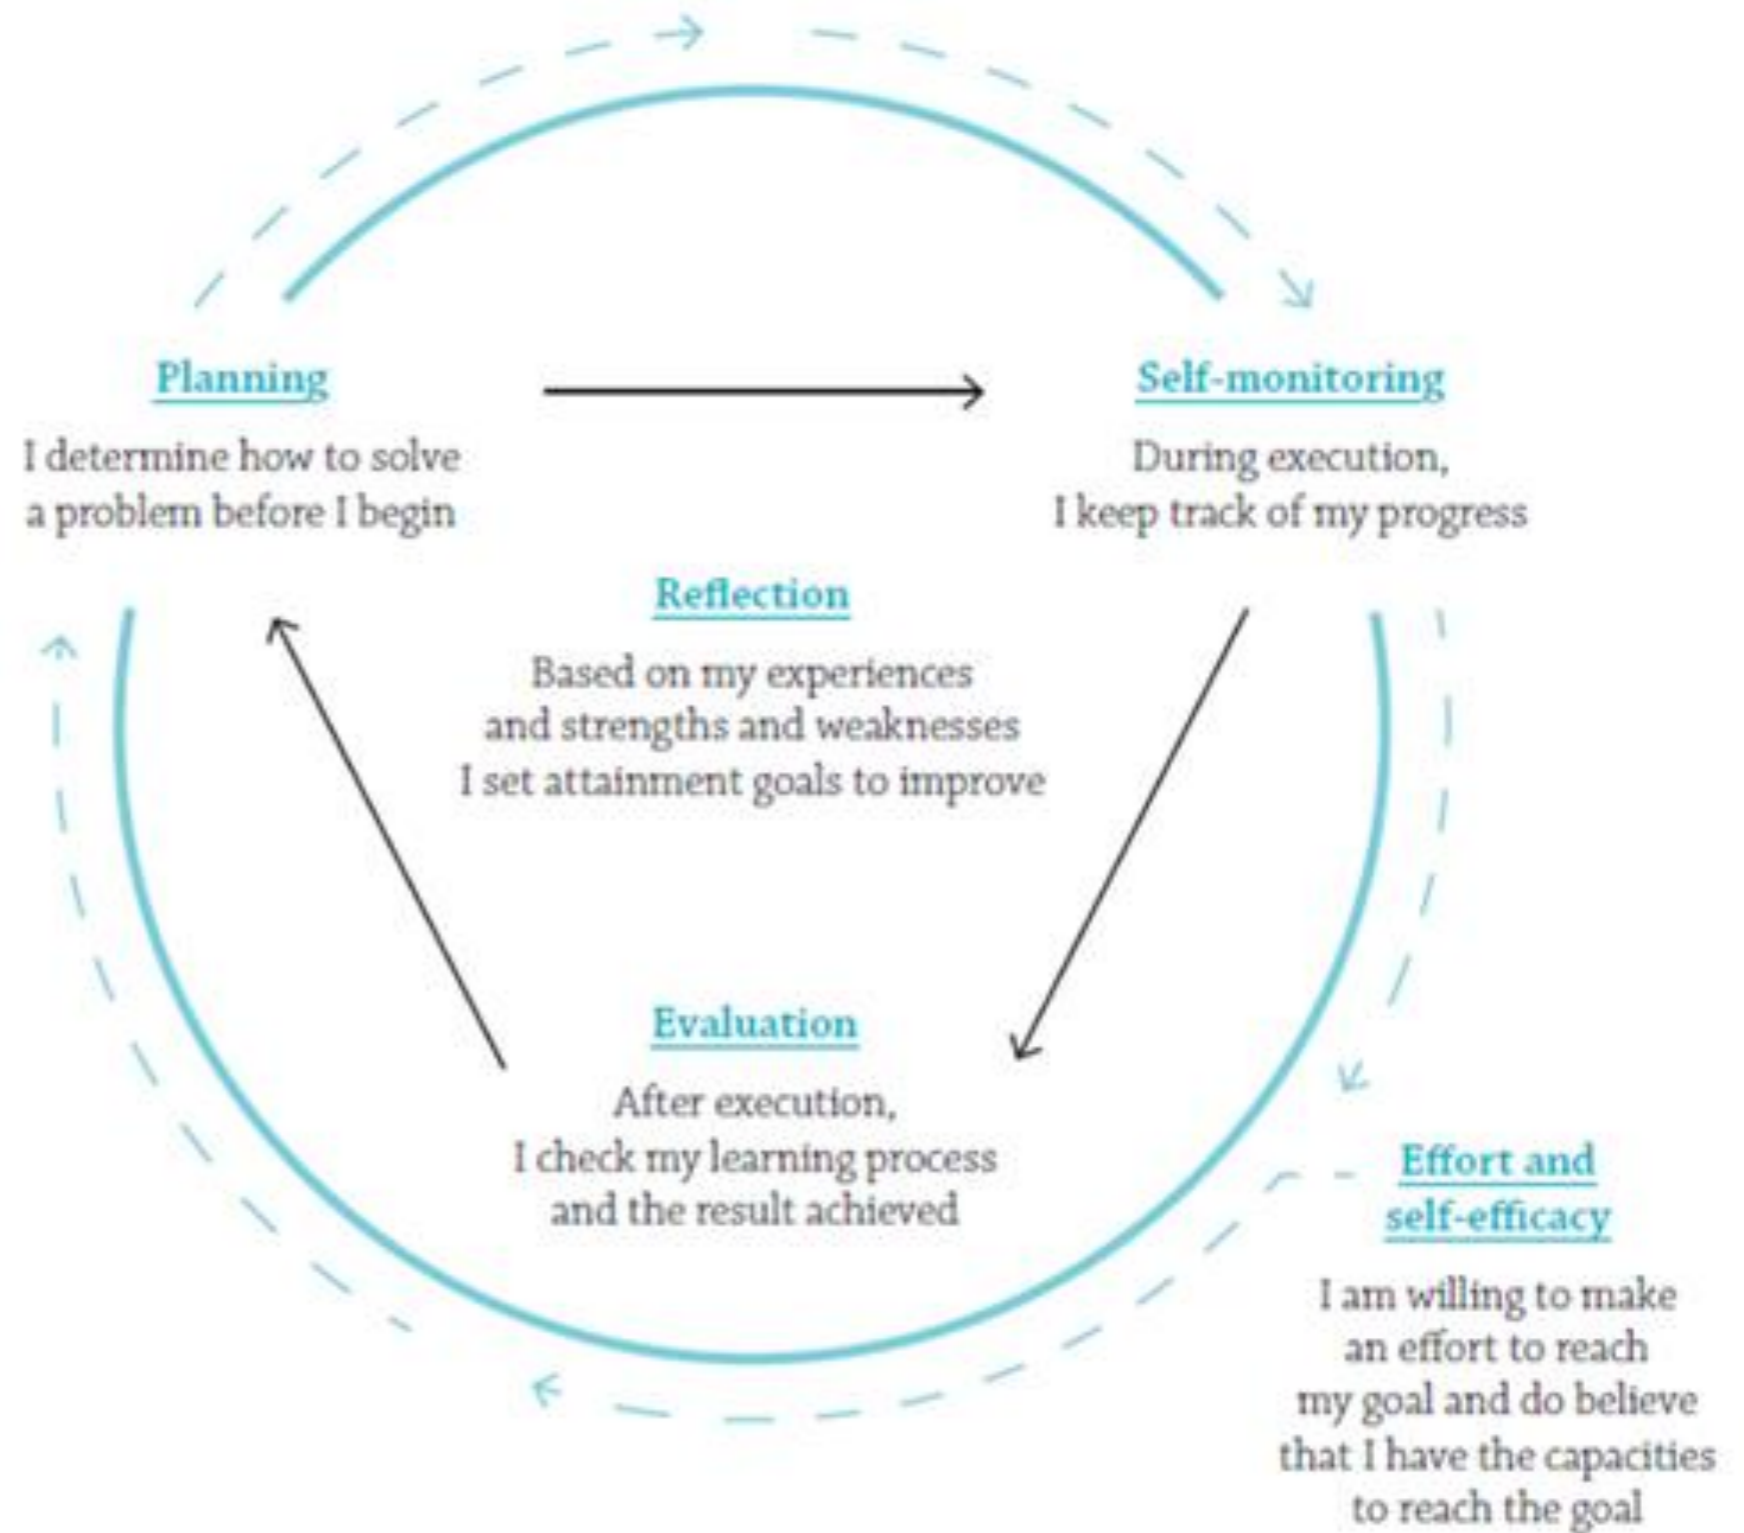 Planning
I determine how to solve
a problem before I begin
Self-monitoring
During execution,
I keep track of my progress
Reflection
Based on my experiences
and strengths and weaknesses
I set attainment goals to improve
Evaluation
After execution,
I check my learning process
and the result achieved
Effort and
self-efficacy
I am willing to make
an effort to reach
my goal and do believe
that I have the capacities
to reach the goal